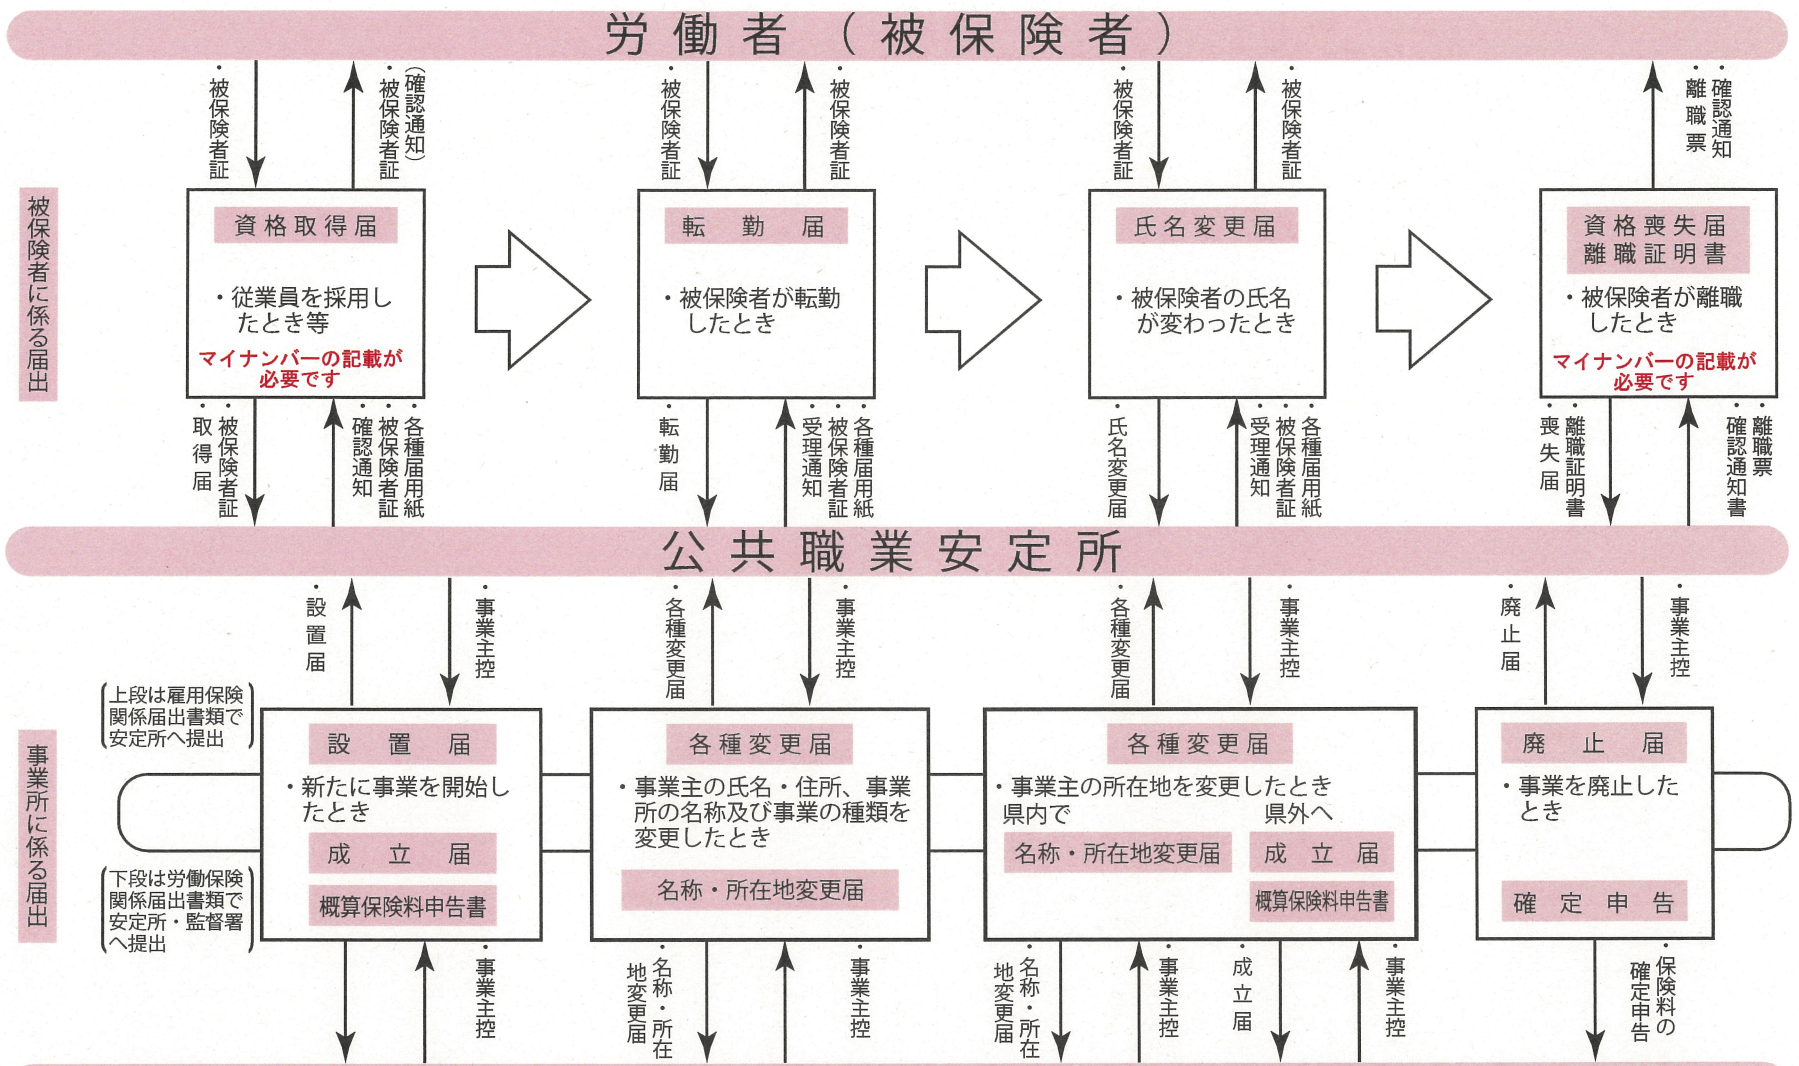 労働者（被保険者）
・被保険者証
・被保険者証
（確認通知）
・被保険者証
・被保険者証
・被保険者証
・被保険者証
・離職票
・確認通知
被保険者に係る届出
資格取得届
・従業員を採用し
たとき等
マイナンバーの記載が
必要です
転勤届
・被保険者が転勤
したとき
氏名変更届
・被保険者の氏名
が変わったとき
資格喪失届
離職証明書
・被保険者が離職
したとき
マイナンバーの記載が
必要です
・取得届
・被保険者証
・確認通知
・被保険者証
・各種届用紙
・転勤届
・受理通知
・被保険者証
・各種届用紙
・氏名変更届
・受理通知
・被保険者証
・各種届用紙
・喪失届
・離職証明書
・確認通知書
・離職票
公共職業安定所
・設置届
・事業主控
・各種変更届
・事業主控
・各種変更届
・事業主控
・廃止届
・事業主控
事業所に係る届出
（上段は雇用保険
関係届出書類で
安定所へ提出）
（下段は労働保険
関係届出書類で
安定所・監督署
へ提出）
設置届
・新たに事業を開始し
たとき
成立届
概算保険料申告書
各種変更届
・事業主の氏名・住所、事業
所の名称及び事業の種類を
変更したとき
名称・所在地変更届
各種変更届
・事業主の所在地を変更したとき
県内で
県外へ
名称・所在地変更届
成立届
概算保険料申告書
廃止届
・事業を廃止した
とき
確定申告
・事業主控
・名称・所在
地変更届
・事業主控
・名称・所在
地変更届
・事業主控
・成立届
・事業主控
・保険料の
確定申告